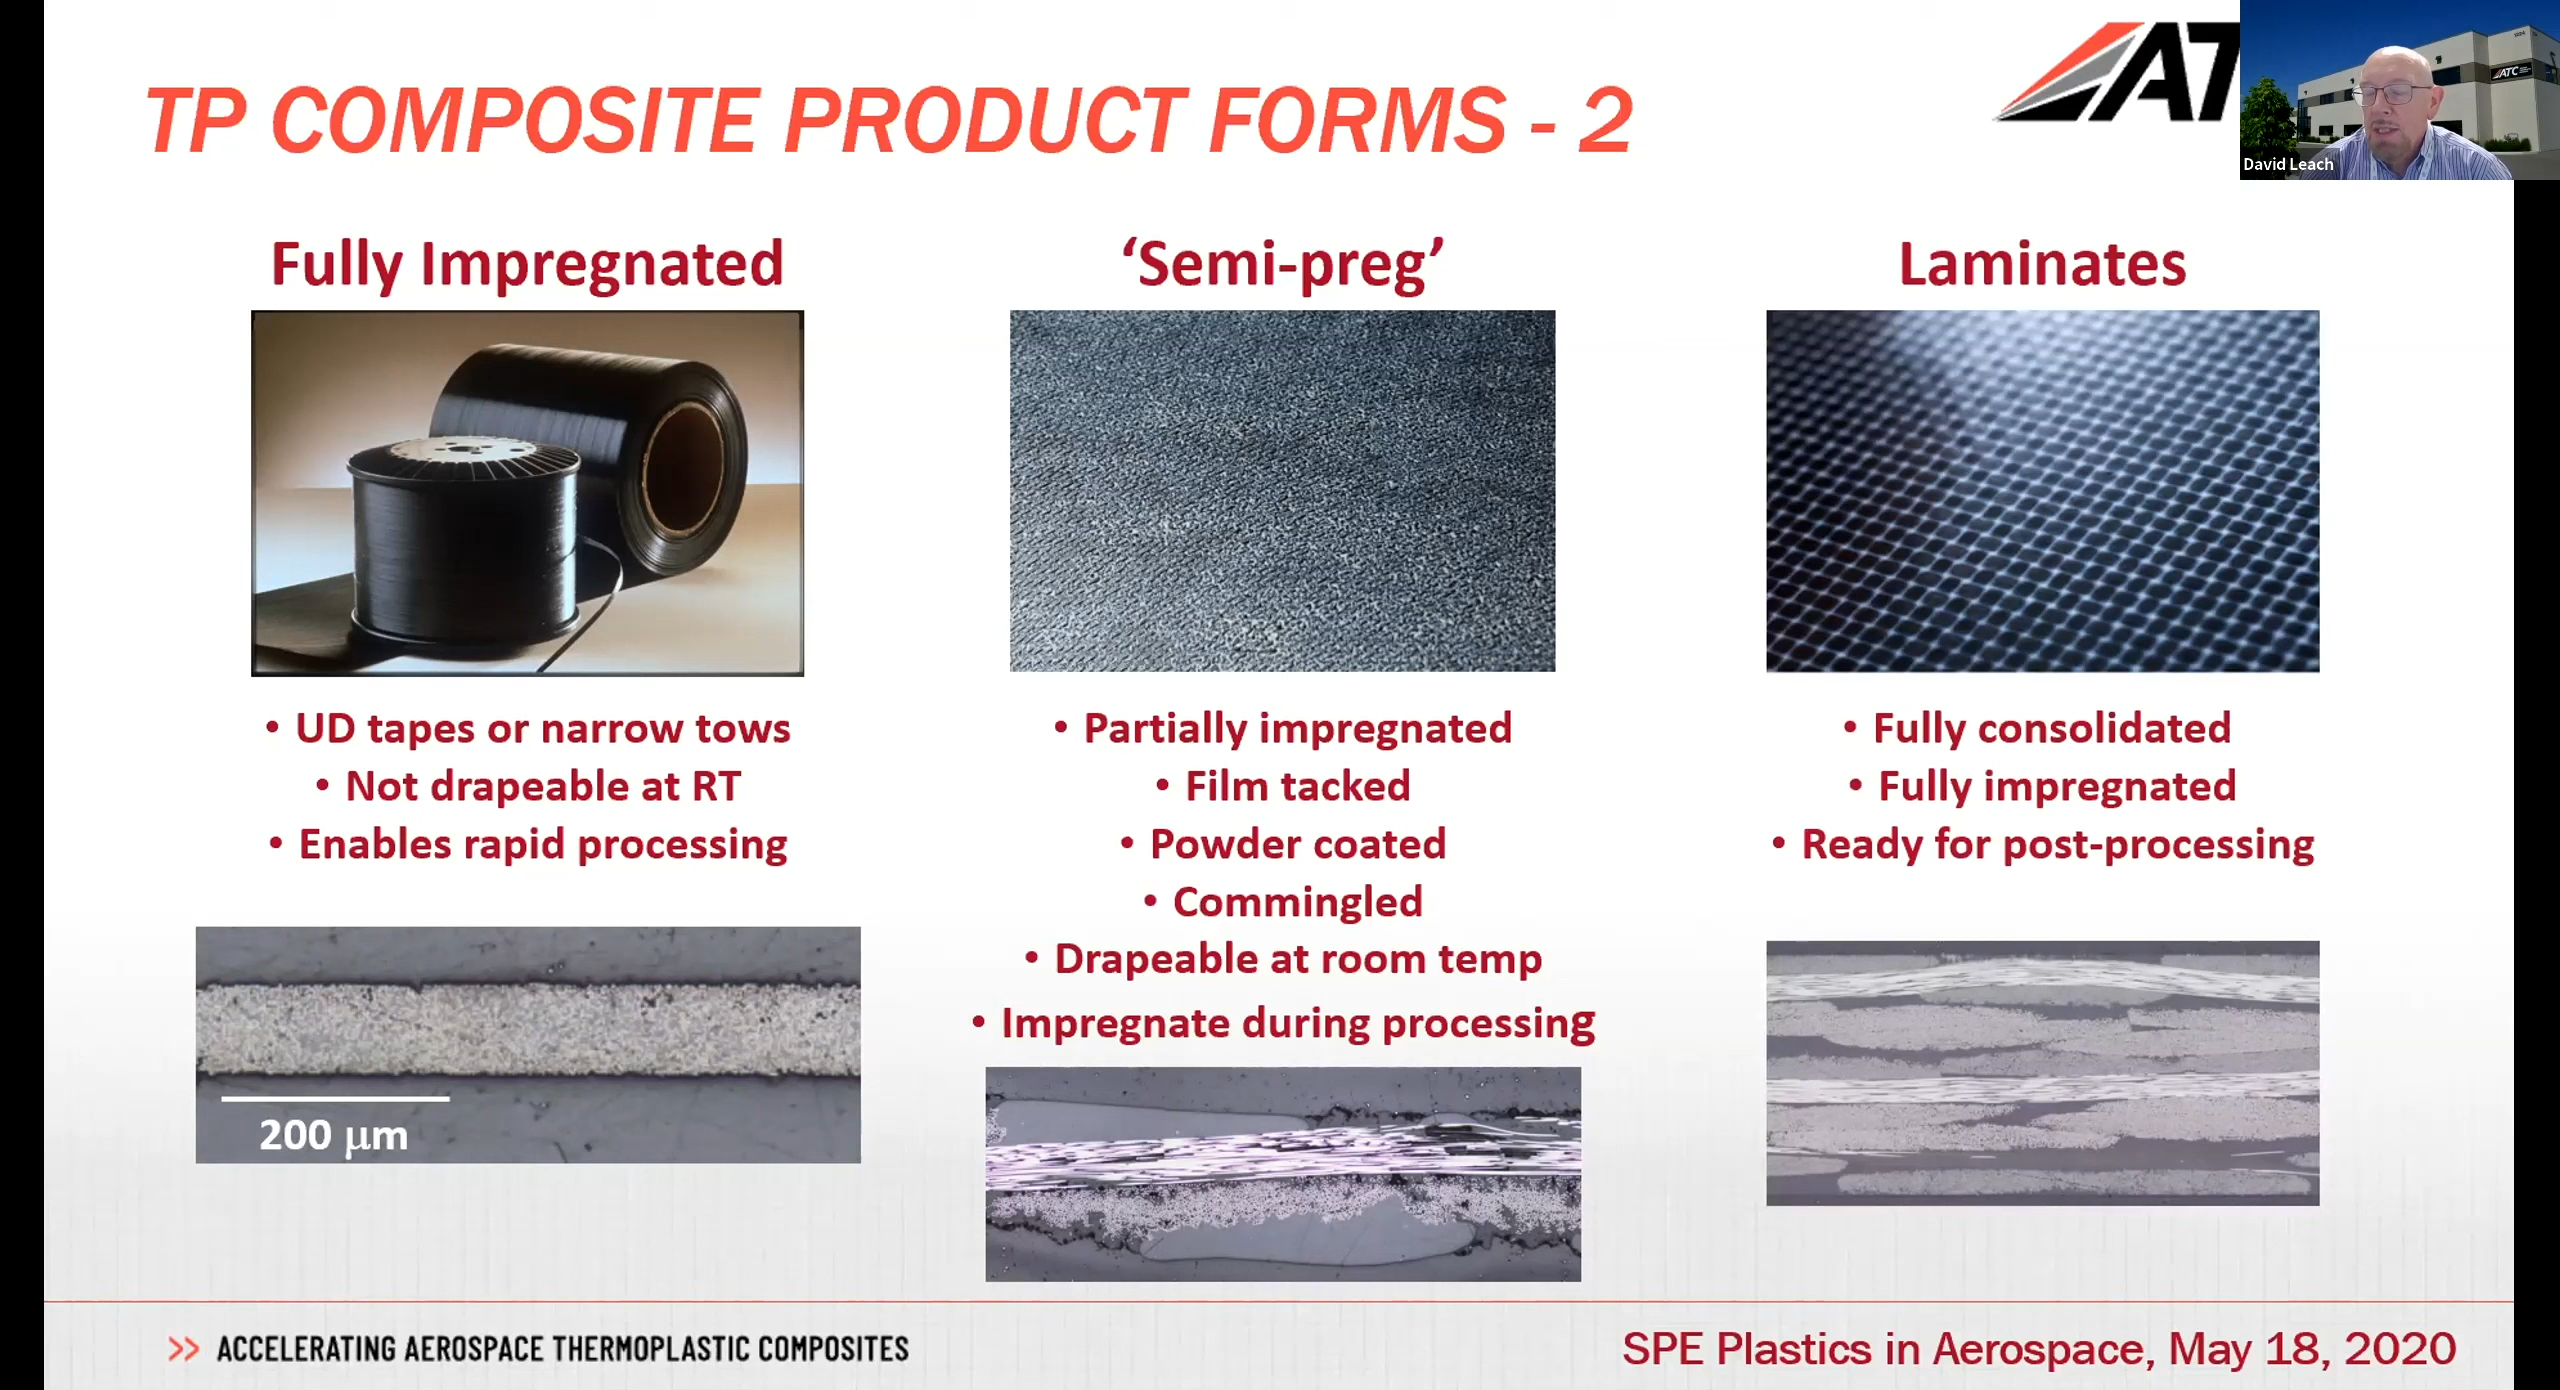 TP COMPOSITE PRODUCT FORMS - 2
AT
ATC
David Leach
Fully Impregnated
• UD tapes or narrow tows
• Not drapeable at RT
• Enables rapid processing
200 μm
‘Semi-preg’
• Partially impregnated
• Film tacked
• Powder coated
• Commingled
• Drapeable at room temp
• Impregnate during processing
Laminates
• Fully consolidated
• Fully impregnated
• Ready for post-processing
>> ACCELERATING AEROSPACE THERMOPLASTIC COMPOSITES
SPE Plastics in Aerospace, May 18, 2020